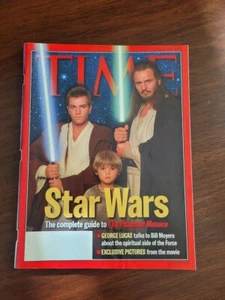 TIME
Star Wars
The complete guide to The Phantom Menace
GEORGE LUCAS talks to Bill Moyers
about the spiritual side of the Force
EXCLUSIVE PICTURES from the movie